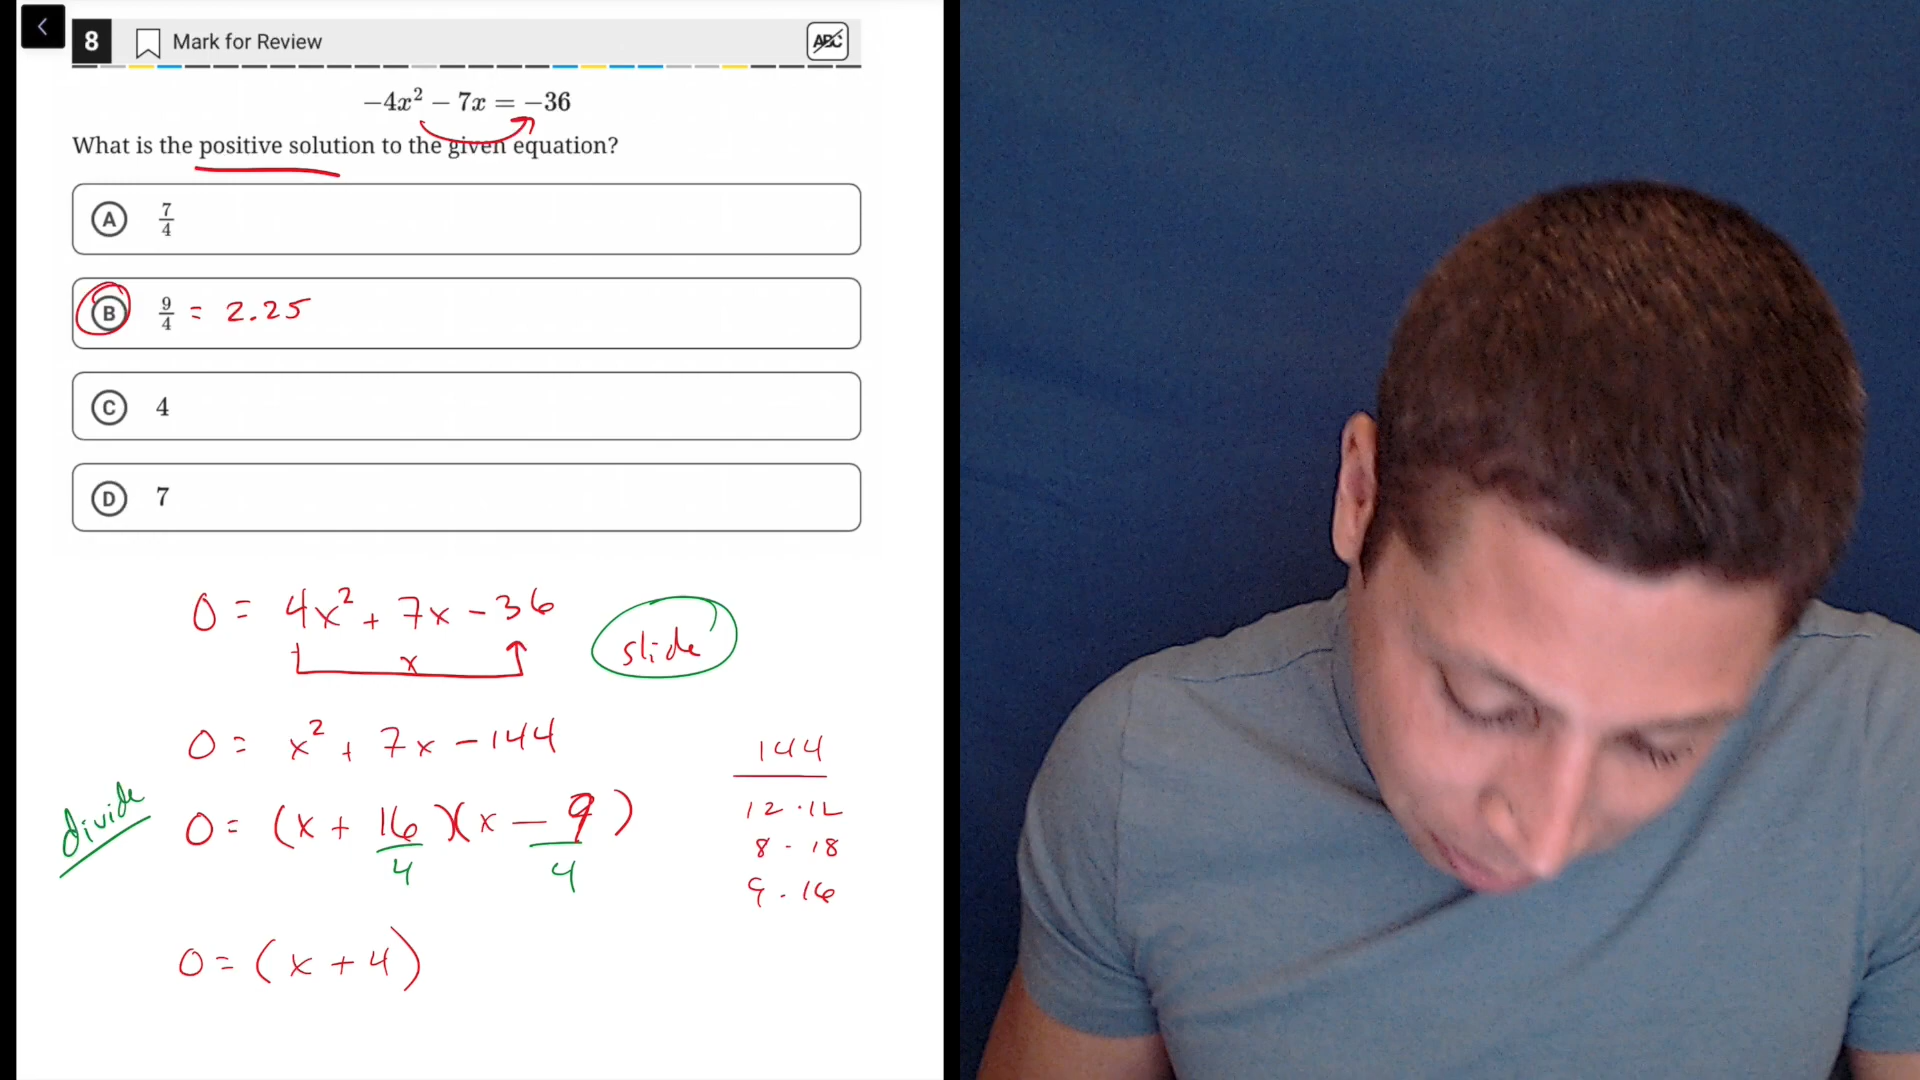 8 Mark for Review ABC
−4x² − 7x = −36
What is the positive solution to the given equation?
A 7/4
B 9/4 = 2.25
C 4
D 7
0 = 4x² + 7x - 36
x
slide
0 = x² + 7x - 144
divide
0 = (x + 16/4)(x - 9/4)
144
12 · 12
8 - 18
9 · 16
0 = (x + 4)